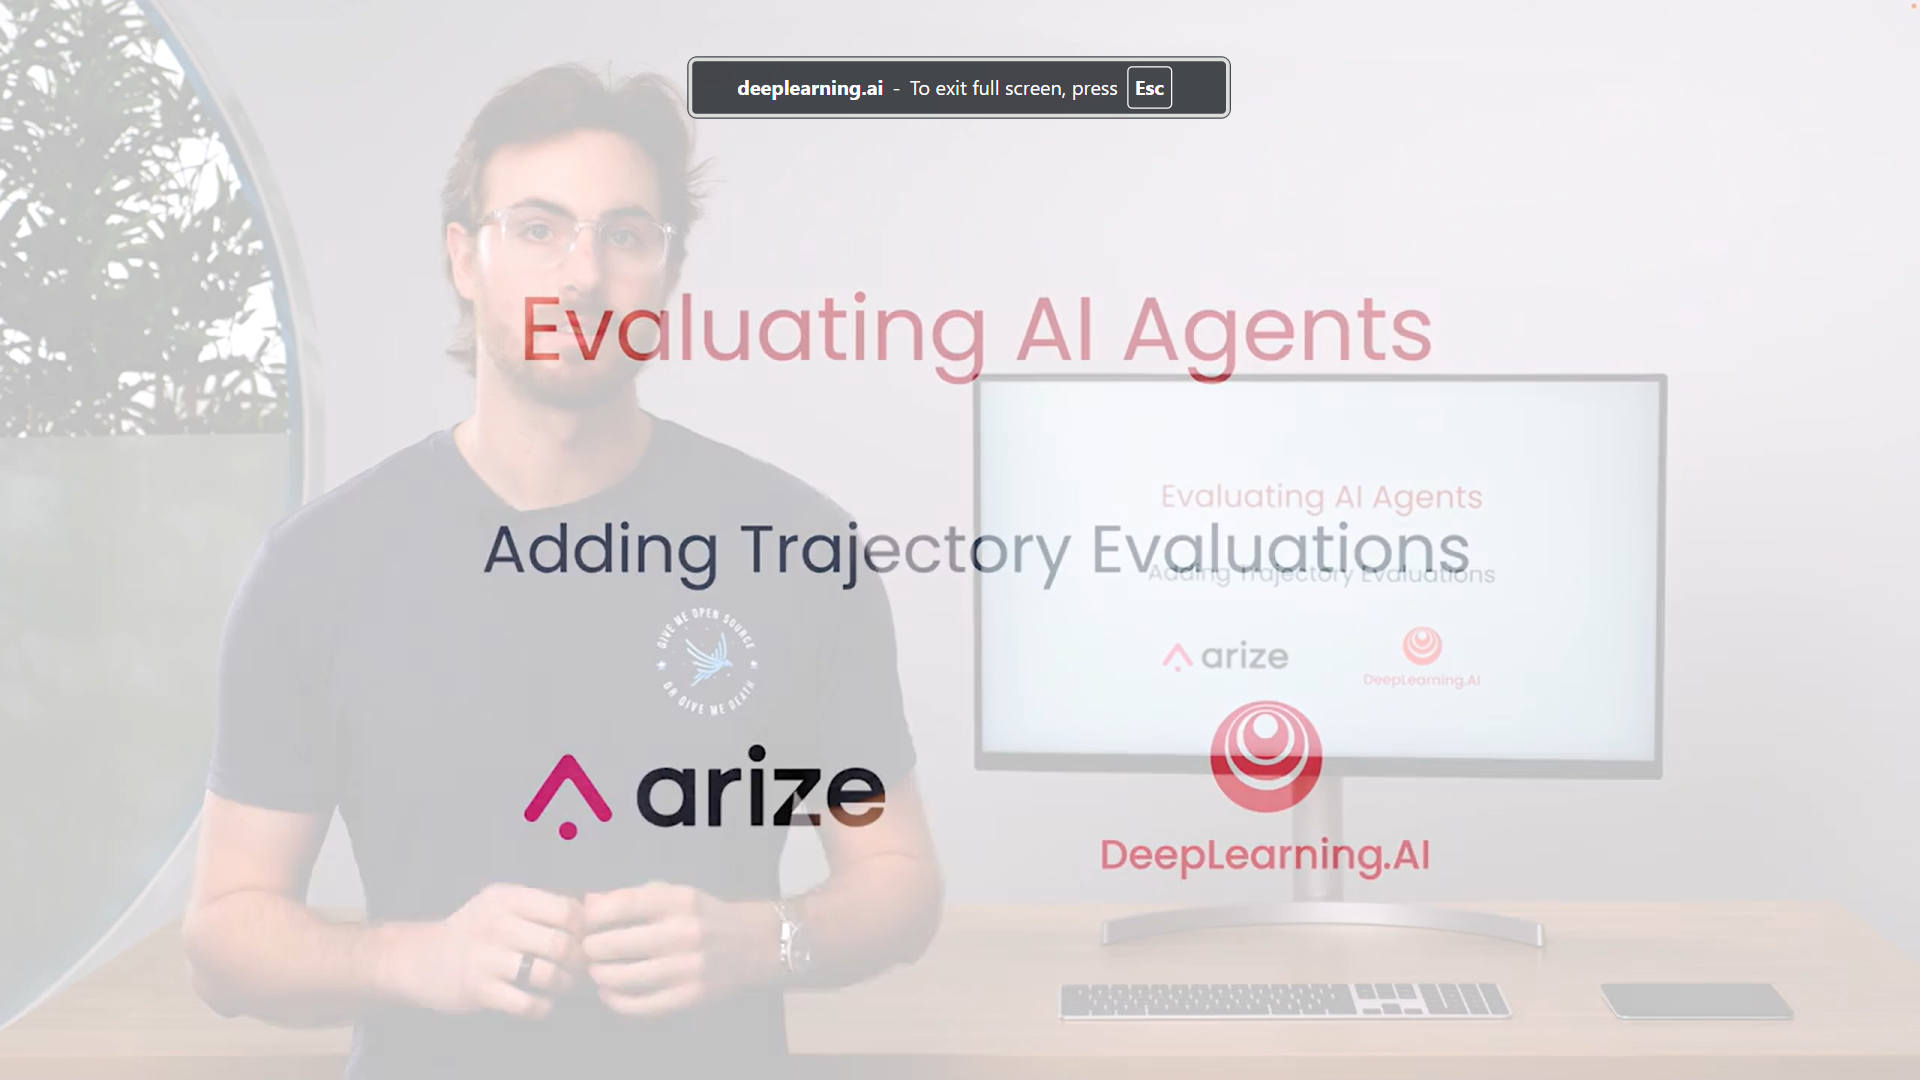 deeplearning.ai - To exit full screen, press Esc
Evaluating AI Agents
Adding Trajectory Evaluations
arize
DeepLearning.AI
Evaluating AI Agents
Adding Trajectory Evaluations
arize
DeepLearning.AI
GIVE ME OPEN SOURCE
OR GIVE ME DEATH